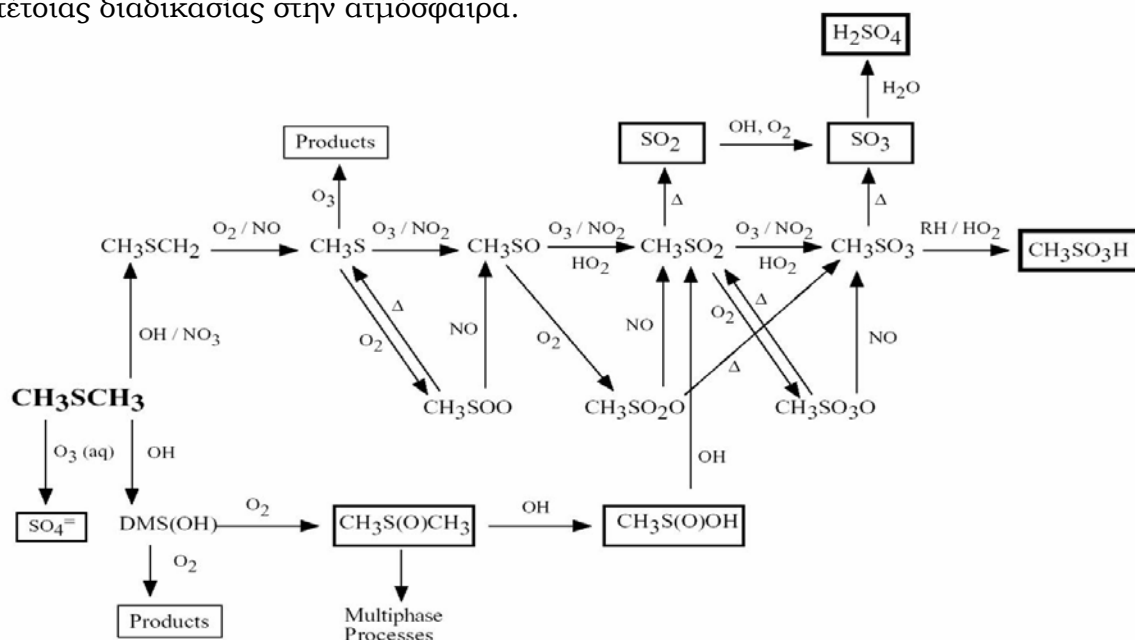 τέτοιας διαδικασίας στην ατμόσφαιρα.
H2SO4
H2O
Products
SO2
OH, O2
SO3
O3
Δ
Δ
CH3SCH2
O2 / NO
CH3S
O3 / NO2
CH3SO
O3 / NO2
HO2
CH3SO2
O3 / NO2
HO2
CH3SO3
RH / HO2
CH3SO3H
OH / NO3
Δ
O2
NO
O2
NO
O2
Δ
Δ
NO
CH3SCH3
CH3SOO
CH3SO2O
CH3SO3O
O3 (aq)
OH
OH
SO4=
DMS(OH)
O2
CH3S(O)CH3
OH
CH3S(O)OH
O2
Products
Multiphase
Processes